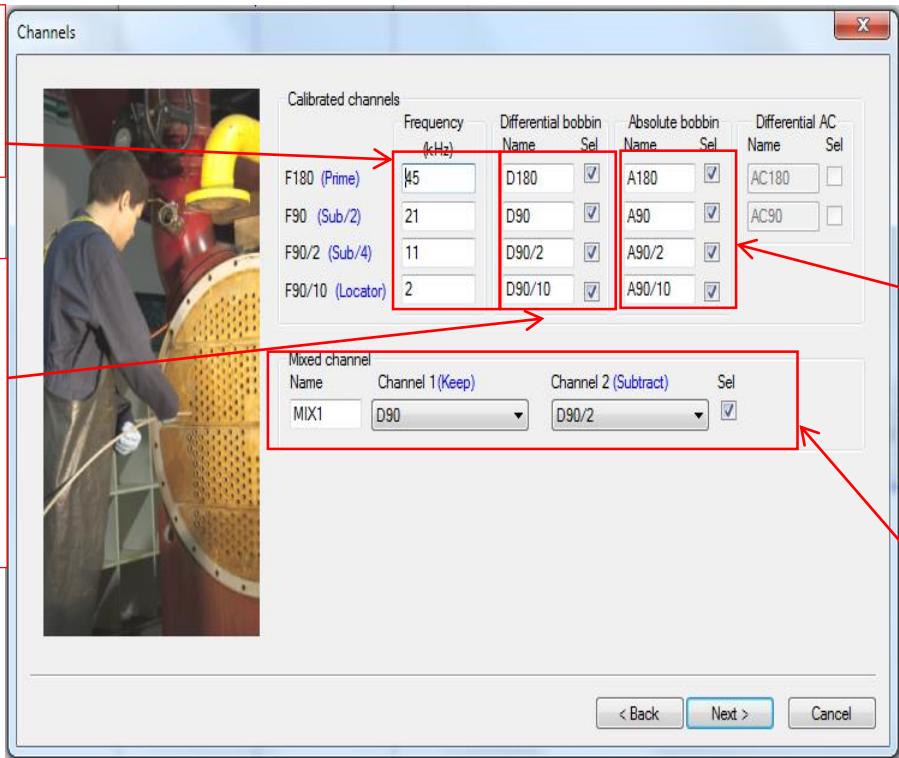 Channels
X
Calibrated channels
Frequency Differential bobbin Absolute bobbin Differential AC
(kHz) Name Sel Name Sel Name Sel
F180 (Prime) 45 D180 A180 AC180
F90 (Sub/2) 21 D90 A90 AC90
F90/2 (Sub/4) 11 D90/2 A90/2
F90/10 (Locator) 2 D90/10 A90/10
Mixed channel
Name Channel 1(Keep) Channel 2 (Subtract) Sel
MIX1 D90 D90/2
< Back Next > Cancel